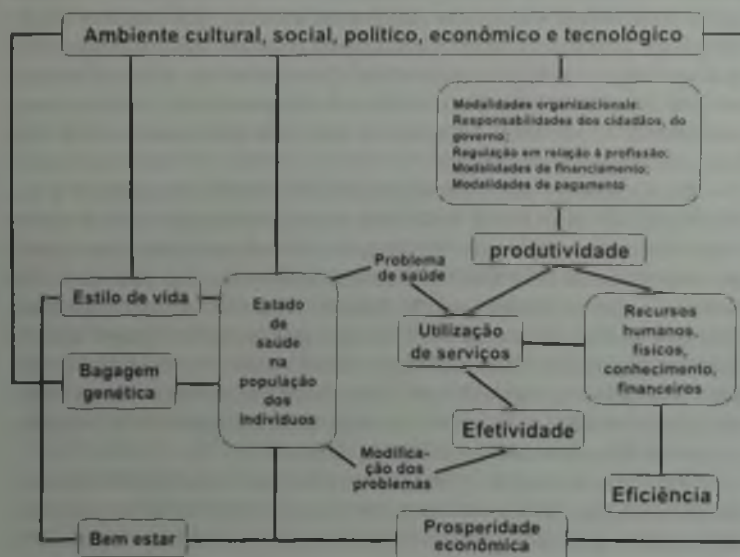 Ambiente cultural, social, político, econômico e tecnológico
Modalidades organizacionais:
Responsabilidades dos cidadãos, do
governo;
Regulação em relação à profissão;
Modalidades de financiamento;
Modalidades de pagamento
produtividade
Problema
de saúde
Estilo de vida
Estado
de
saúde
na
população
dos
indivíduos
Utilização
de serviços
Recursos
humanos,
físicos,
conhecimento,
financeiros
Bagagem
genética
Efetividade
Modifica-
ção dos
problemas
Eficiência
Bem estar
Prosperidade
econômica